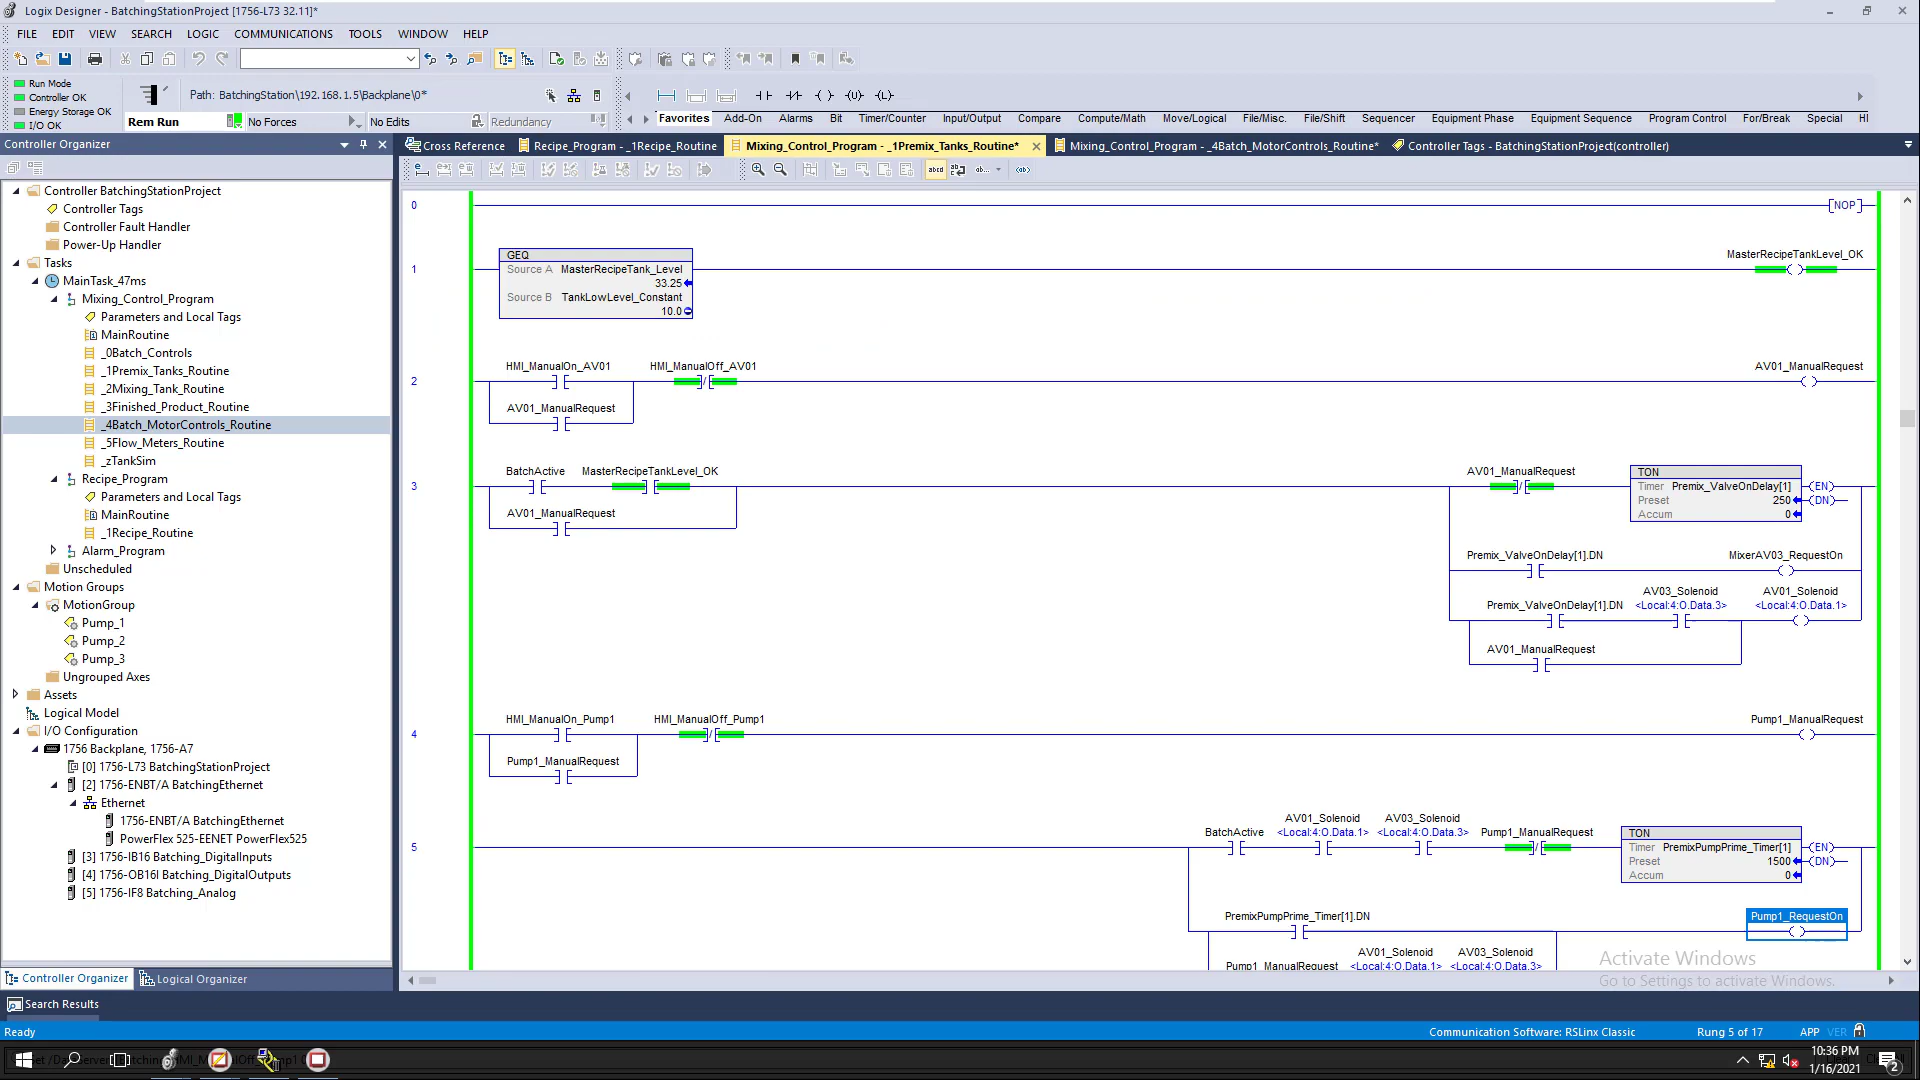 Logix Designer - BatchingStationProject [1756-L73 32.11]*
FILE EDIT VIEW SEARCH LOGIC COMMUNICATIONS TOOLS WINDOW HELP
Run Mode
Controller OK
Energy Storage OK
I/O OK
Path: BatchingStation\192.168.1.5\Backplane\0*
Rem Run No Forces No Edits Redundancy
Favorites Add-On Alarms Bit Timer/Counter Input/Output Compare Compute/Math Move/Logical File/Misc. File/Shift Sequencer Equipment Phase Equipment Sequence Program Control For/Break Special HI
Controller Organizer
Cross Reference Recipe_Program - _1Recipe_Routine Mixing_Control_Program - _1Premix_Tanks_Routine* Mixing_Control_Program - _4Batch_MotorControls_Routine* Controller Tags - BatchingStationProject(controller)
Controller BatchingStationProject
Controller Tags
Controller Fault Handler
Power-Up Handler
Tasks
MainTask_47ms
Mixing_Control_Program
Parameters and Local Tags
MainRoutine
_0Batch_Controls
_1Premix_Tanks_Routine
_2Mixing_Tank_Routine
_3Finished_Product_Routine
_4Batch_MotorControls_Routine
_5Flow_Meters_Routine
_zTankSim
Recipe_Program
Parameters and Local Tags
MainRoutine
_1Recipe_Routine
Alarm_Program
Unscheduled
Motion Groups
MotionGroup
Pump_1
Pump_2
Pump_3
Ungrouped Axes
Assets
Logical Model
I/O Configuration
1756 Backplane, 1756-A7
[0] 1756-L73 BatchingStationProject
[2] 1756-ENBT/A BatchingEthernet
Ethernet
1756-ENBT/A BatchingEthernet
PowerFlex 525-EENET PowerFlex525
[3] 1756-IB16 Batching_DigitalInputs
[4] 1756-OB16I Batching_DigitalOutputs
[5] 1756-IF8 Batching_Analog
Controller Organizer Logical Organizer
0 NOP
1 GEQ
Source A MasterRecipeTank_Level
33.25
Source B TankLowLevel_Constant
10.0
MasterRecipeTankLevel_OK
2 HMI_ManualOn_AV01 HMI_ManualOff_AV01 AV01_ManualRequest
AV01_ManualRequest
3 BatchActive MasterRecipeTankLevel_OK AV01_ManualRequest
AV01_ManualRequest
TON
Timer Premix_ValveOnDelay[1] EN
Preset 250 DN
Accum 0
Premix_ValveOnDelay[1].DN MixerAV03_RequestOn
Premix_ValveOnDelay[1].DN AV03_Solenoid AV01_Solenoid
<Local:4:O.Data.3> <Local:4:O.Data.1>
AV01_ManualRequest
4 HMI_ManualOn_Pump1 HMI_ManualOff_Pump1 Pump1_ManualRequest
Pump1_ManualRequest
5 BatchActive AV01_Solenoid AV03_Solenoid Pump1_ManualRequest
<Local:4:O.Data.1> <Local:4:O.Data.3>
TON
Timer PremixPumpPrime_Timer[1] EN
Preset 1500 DN
Accum 0
PremixPumpPrime_Timer[1].DN Pump1_RequestOn
AV01_Solenoid AV03_Solenoid
Pump1_ManualRequest <Local:4:O.Data.1> <Local:4:O.Data.3>
Activate Windows
Go to Settings to activate Windows.
Search Results
Ready Communication Software: RSLinx Classic Rung 5 of 17 APP VER
10:36 PM
1/16/2021
2